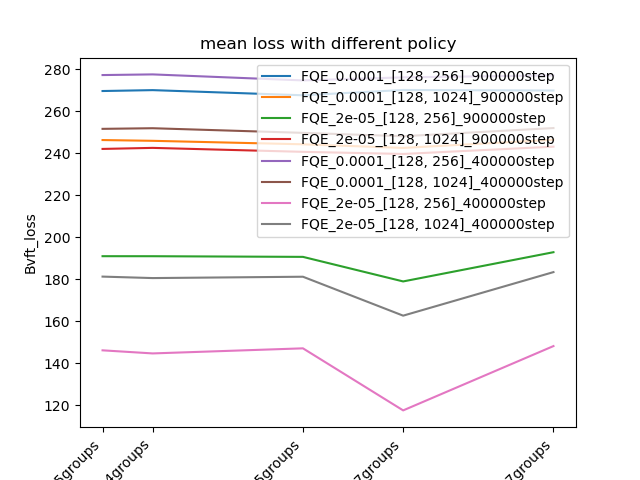 mean loss with different policy
280
260
240
220
200
180
160
140
120
Bvft_loss
FQE_0.0001_[128, 256]_900000step
FQE_0.0001_[128, 1024]_900000step
FQE_2e-05_[128, 256]_900000step
FQE_2e-05_[128, 1024]_900000step
FQE_0.0001_[128, 256]_400000step
FQE_0.0001_[128, 1024]_400000step
FQE_2e-05_[128, 256]_400000step
FQE_2e-05_[128, 1024]_400000step
groups
4groups
5groups
7groups
7groups